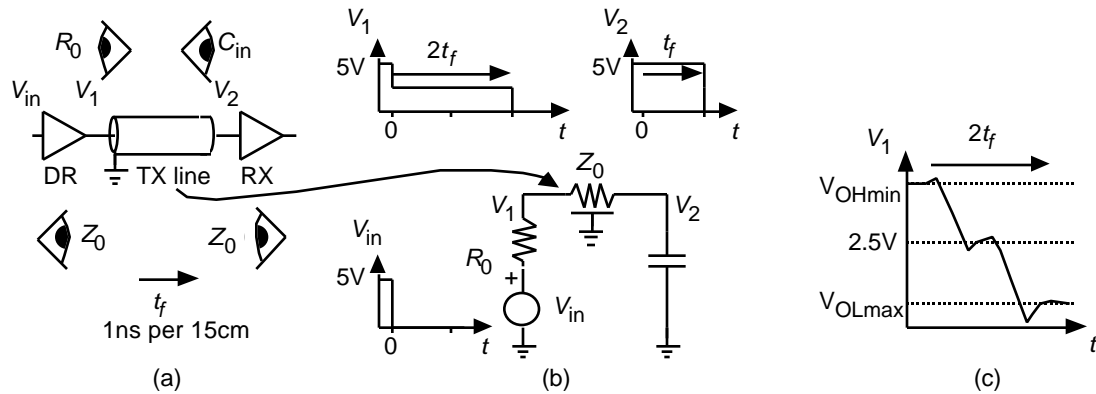 R0
Cin
Vin
V1
V2
DR
TX line
RX
Z0
Z0
tf
1ns per 15cm
(a)
V1
5V
2tf
0
t
V2
5V
tf
0
t
Z0
V1
V2
Vin
5V
0
t
R0
+
Vin
(b)
V1
2tf
VOHmin
2.5V
VOLmax
t
(c)